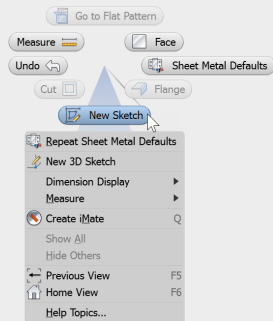 Go to Flat Pattern
Measure
Face
Undo
Sheet Metal Defaults
Cut
Flange
New Sketch
Repeat Sheet Metal Defaults
New 3D Sketch
Dimension Display
Measure
Create iMate Q
Show All
Hide Others
Previous View F5
Home View F6
Help Topics...